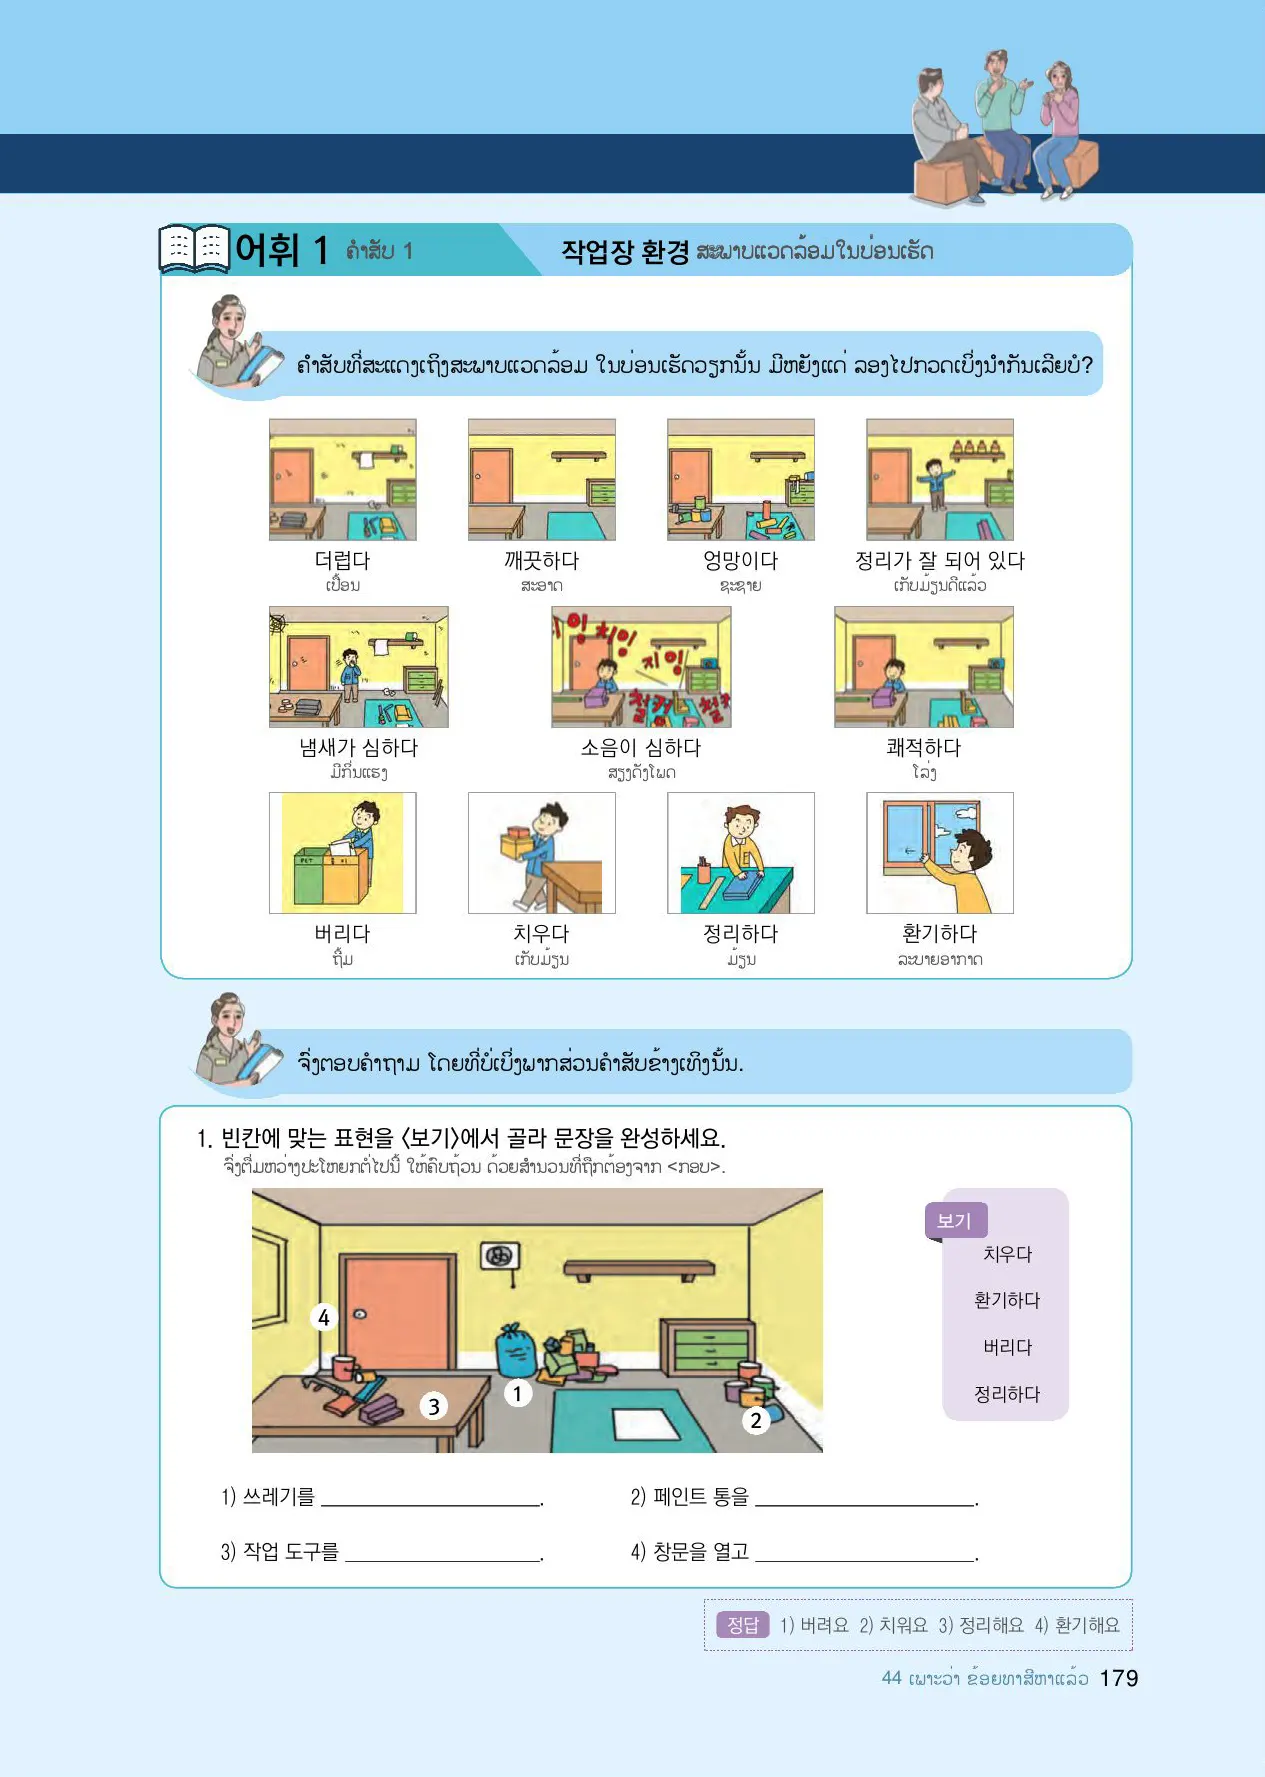 어휘 1 ຄຳສັບ 1 작업장 환경 ສະພາບແວດລ້ອມໃນບ່ອນເຮັດ
ຄຳສັບທີ່ສະແດງເຖິງສະພາບແວດລ້ອມ ໃນບ່ອນເຮັດວຽກນັ້ນ ມີຫຍັງແດ່ ລອງໄປກວດເບິ່ງນຳກັນເລີຍບໍ?
더럽다 깨끗하다 엉망이다 정리가 잘 되어 있다
ເປື້ອນ ສະອາດ ຊະຊາຍ ເກັບມ້ຽນດີແລ້ວ
지잉 치잉 지잉
철커 철커
냄새가 심하다 소음이 심하다 쾌적하다
ມີກິ່ນແຮງ ສຽງດັງໂພດ ໂລ່ງ
PET 종이
버리다 치우다 정리하다 환기하다
ຖິ້ມ ເກັບມ້ຽນ ມ້ຽນ ລະບາຍອາກາດ
ຈົ່ງຕອບຄຳຖາມ ໂດຍທີ່ບໍ່ເບິ່ງພາກສ່ວນຄຳສັບຂ້າງເທິງນັ້ນ.
1. 빈칸에 맞는 표현을 〈보기〉에서 골라 문장을 완성하세요.
ຈົ່ງຕື່ມຫວ່າງປະໂຫຍກຕໍ່ໄປນີ້ ໃຫ້ຄົບຖ້ວນ ດ້ວຍສຳນວນທີ່ຖືກຕ້ອງຈາກ <ກອບ>.
4
3
1
2
보기
치우다
환기하다
버리다
정리하다
1) 쓰레기를 ____________________. 2) 페인트 통을 ____________________.
3) 작업 도구를 __________________. 4) 창문을 열고 ____________________.
정답 1) 버려요 2) 치워요 3) 정리해요 4) 환기해요
44 ເພາະວ່າ ຂ້ອຍທາສີຫາແລ້ວ 179